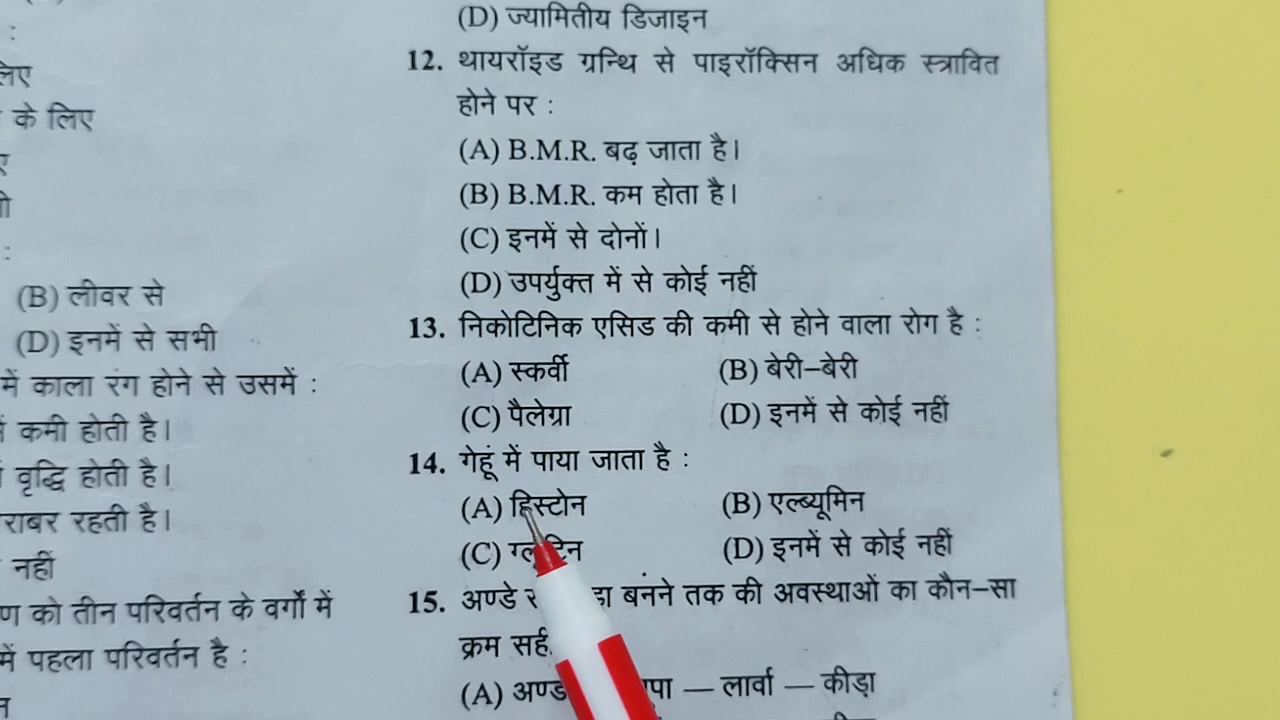 :
लिए
के लिए
ए
:
(B) लीवर से
(D) इनमें से सभी
में काला रंग होने से उसमें :
कमी होती है।
वृद्धि होती है।
राबर रहती है।
नहीं
ण को तीन परिवर्तन के वर्गों में
में पहला परिवर्तन है :
(D) ज्यामितीय डिजाइन
12. थायरॉइड ग्रन्थि से पाइरॉक्सिन अधिक स्त्रावित
होने पर :
(A) B.M.R. बढ़ जाता है।
(B) B.M.R. कम होता है।
(C) इनमें से दोनों।
(D) उपर्युक्त में से कोई नहीं
13. निकोटिनिक एसिड की कमी से होने वाला रोग है :
(A) स्कर्वी (B) बेरी-बेरी
(C) पैलेग्रा (D) इनमें से कोई नहीं
14. गेहूं में पाया जाता है :
(A) हिस्टोन (B) एल्ब्यूमिन
(C) ग्लूटिन (D) इनमें से कोई नहीं
15. अण्डे बनने तक की अवस्थाओं का कौन-सा
क्रम
(A) — लार्वा — कीड़ा